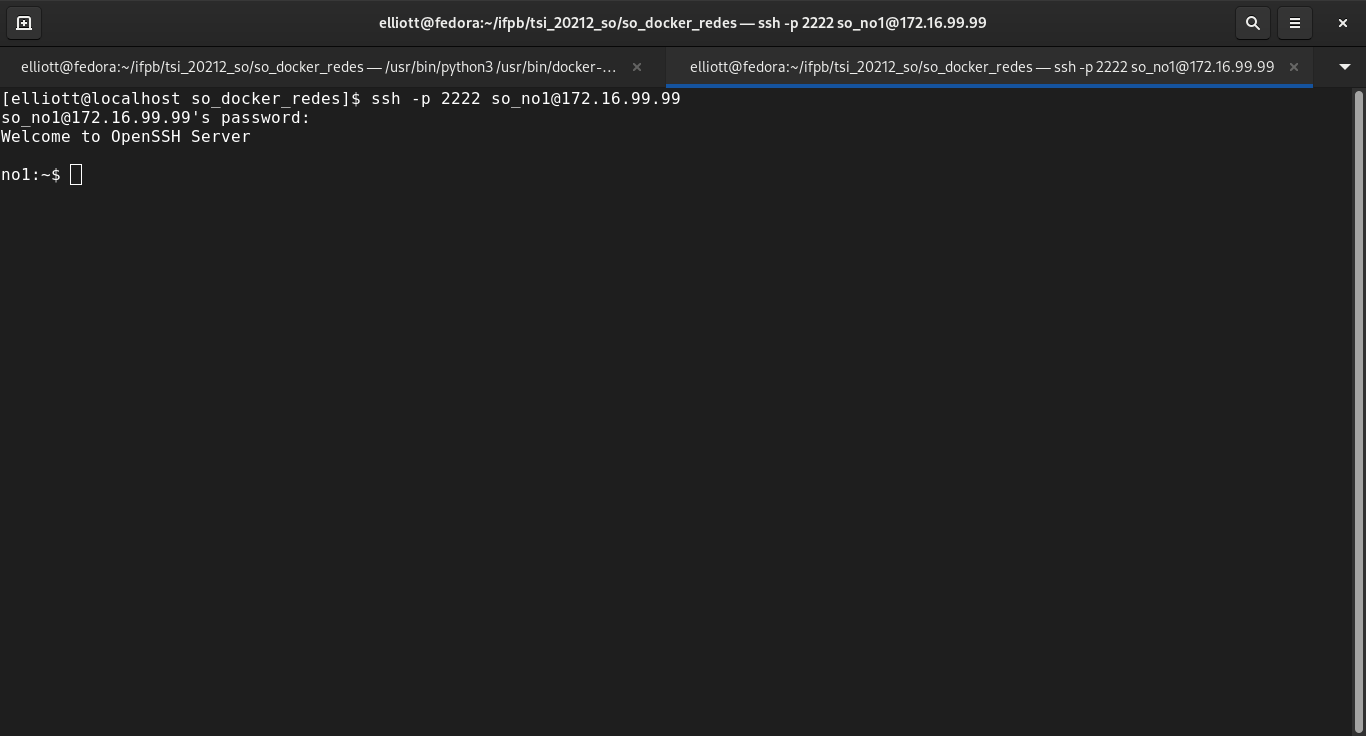 elliott@fedora:~/ifpb/tsi_20212_so/so_docker_redes — ssh -p 2222 so_no1@172.16.99.99
elliott@fedora:~/ifpb/tsi_20212_so/so_docker_redes — /usr/bin/python3 /usr/bin/docker-...
elliott@fedora:~/ifpb/tsi_20212_so/so_docker_redes — ssh -p 2222 so_no1@172.16.99.99
[elliott@localhost so_docker_redes]$ ssh -p 2222 so_no1@172.16.99.99
so_no1@172.16.99.99's password:
Welcome to OpenSSH Server
no1:~$